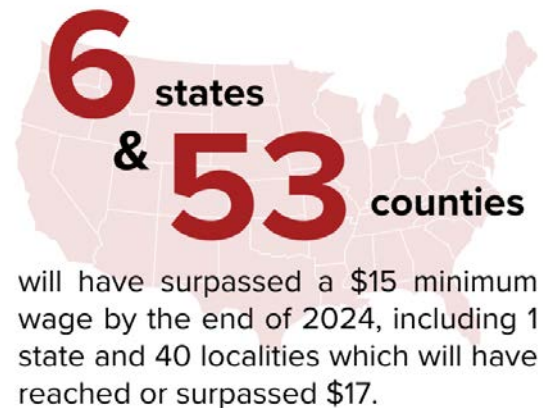 6 states
& 53 counties
will have surpassed a $15 minimum
wage by the end of 2024, including 1
state and 40 localities which will have
reached or surpassed $17.